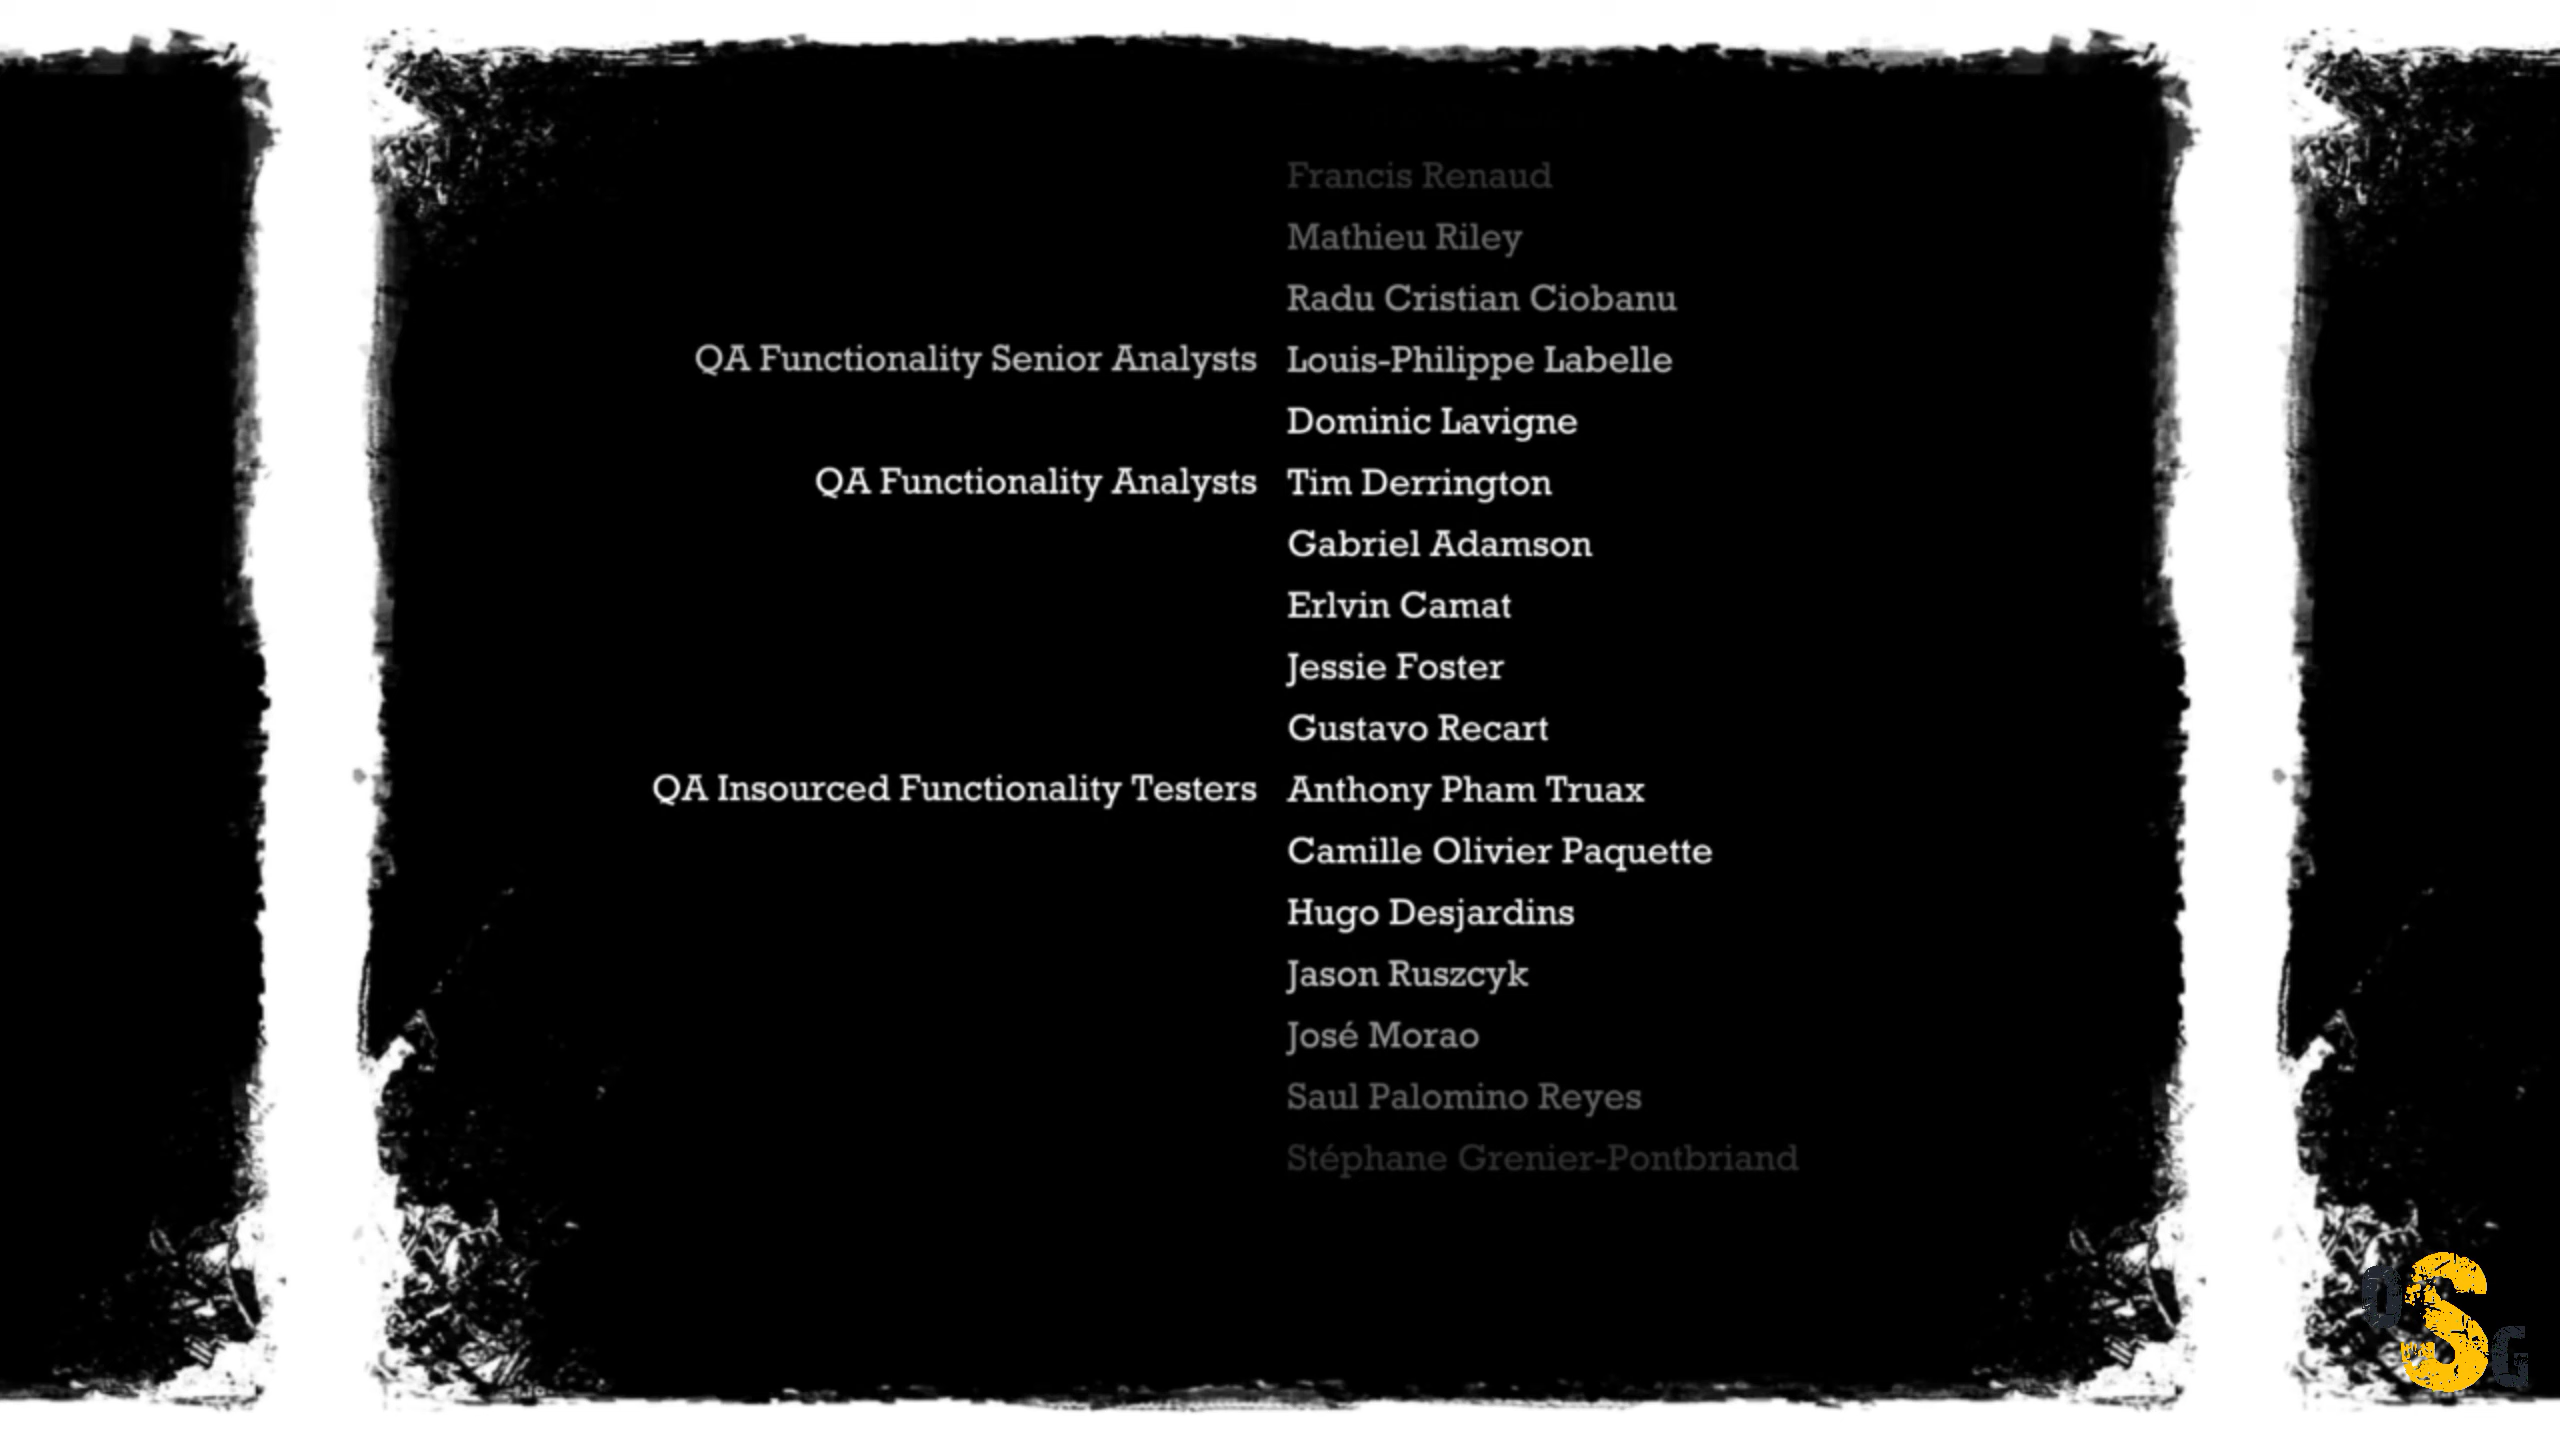 Francis Renaud
Mathieu Riley
Radu Cristian Ciobanu
QA Functionality Senior Analysts Louis-Philippe Labelle
Dominic Lavigne
QA Functionality Analysts Tim Derrington
Gabriel Adamson
Erlvin Camat
Jessie Foster
Gustavo Recart
QA Insourced Functionality Testers Anthony Pham Truax
Camille Olivier Paquette
Hugo Desjardins
Jason Ruszcyk
José Morao
Saul Palomino Reyes
Stéphane Grenier-Pontbriand
OSG